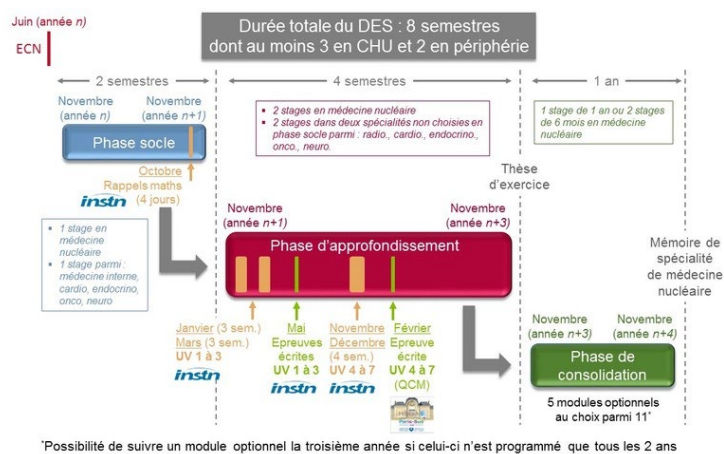 Juin (année n)
ECN
Durée totale du DES : 8 semestres
dont au moins 3 en CHU et 2 en périphérie
2 semestres
4 semestres
1 an
Novembre
(année n)
Novembre
(année n+1)
Phase socle
Octobre
Rappels maths
(4 jours)
instn
2 stages en médecine nucléaire
2 stages dans deux spécialités non choisies en
phase socle parmi : radio., cardio., endocrino.,
onco., neuro.
1 stage de 1 an ou 2 stages
de 6 mois en médecine
nucléaire
Thèse
d'exercice
1 stage en
médecine
nucléaire
1 stage parmi :
médecine interne,
cardio, endocrino,
onco, neuro
Novembre
(année n+1)
Novembre
(année n+3)
Phase d'approfondissement
Mémoire de
spécialité
de médecine
nucléaire
Janvier (3 sem.)
Mars (3 sem.)
UV 1 à 3
instn
Mai
Epreuves
écrites
UV 1 à 3
instn
Novembre
Décembre
(4 sem.)
UV 4 à 7
instn
Février
Epreuve
écrite
UV 4 à 7
(QCM)
Novembre
(année n+3)
Novembre
(année n+4)
Phase de
consolidation
5 modules optionnels
au choix parmi 11*
*Possibilité de suivre un module optionnel la troisième année si celui-ci n'est programmé que tous les 2 ans